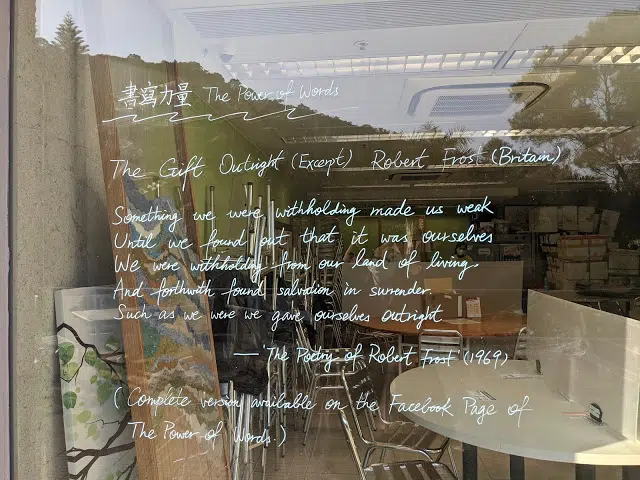 書寫力量 The Power of Words
The Gift Outright (Except) Robert Frost (Britain)
Something we were withholding made us weak
Until we found out that it was ourselves
We were withholding from our land of living.
And forthwith found salvation in surrender.
Such as we were we gave ourselves outright
— 'The Poetry of Robert Frost' (1969)
(Complete version available on the Facebook Page of
The Power of Words.)